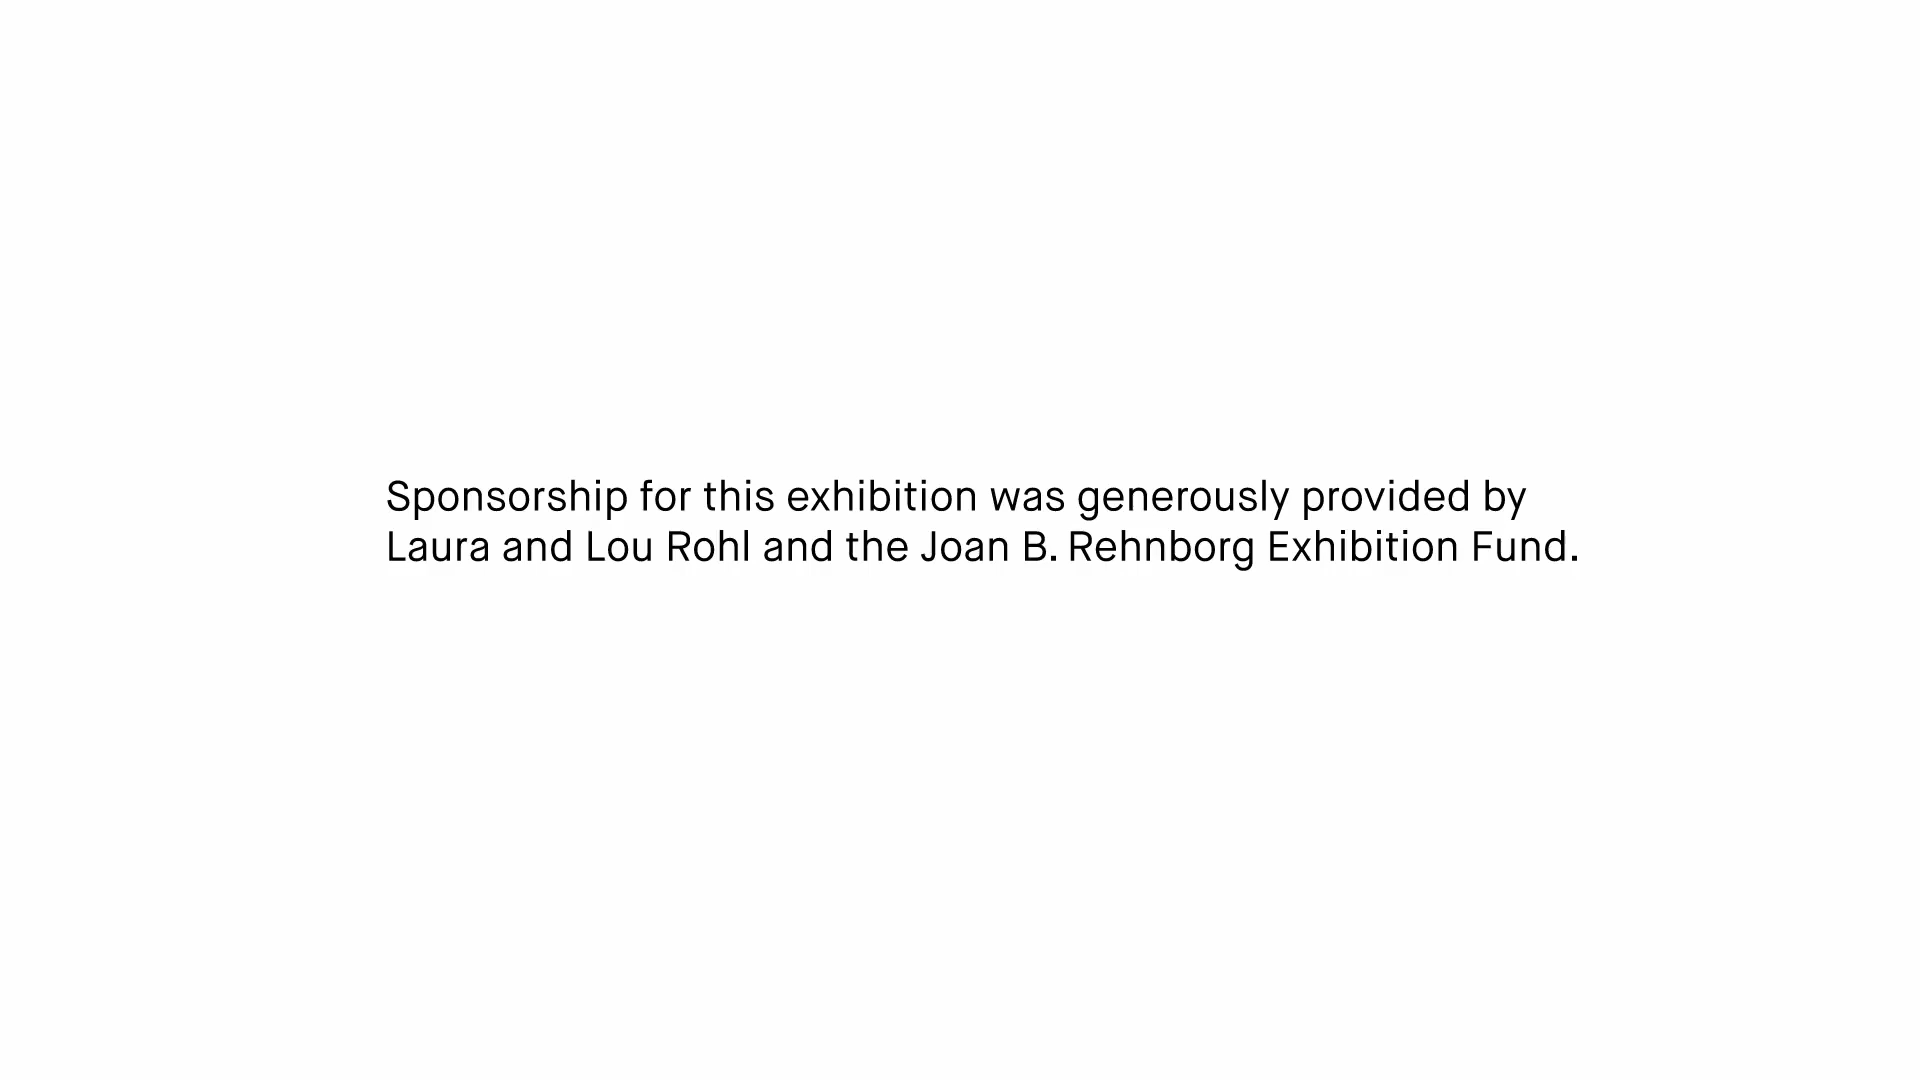 Sponsorship for this exhibition was generously provided by
Laura and Lou Rohl and the Joan B. Rehnborg Exhibition Fund.